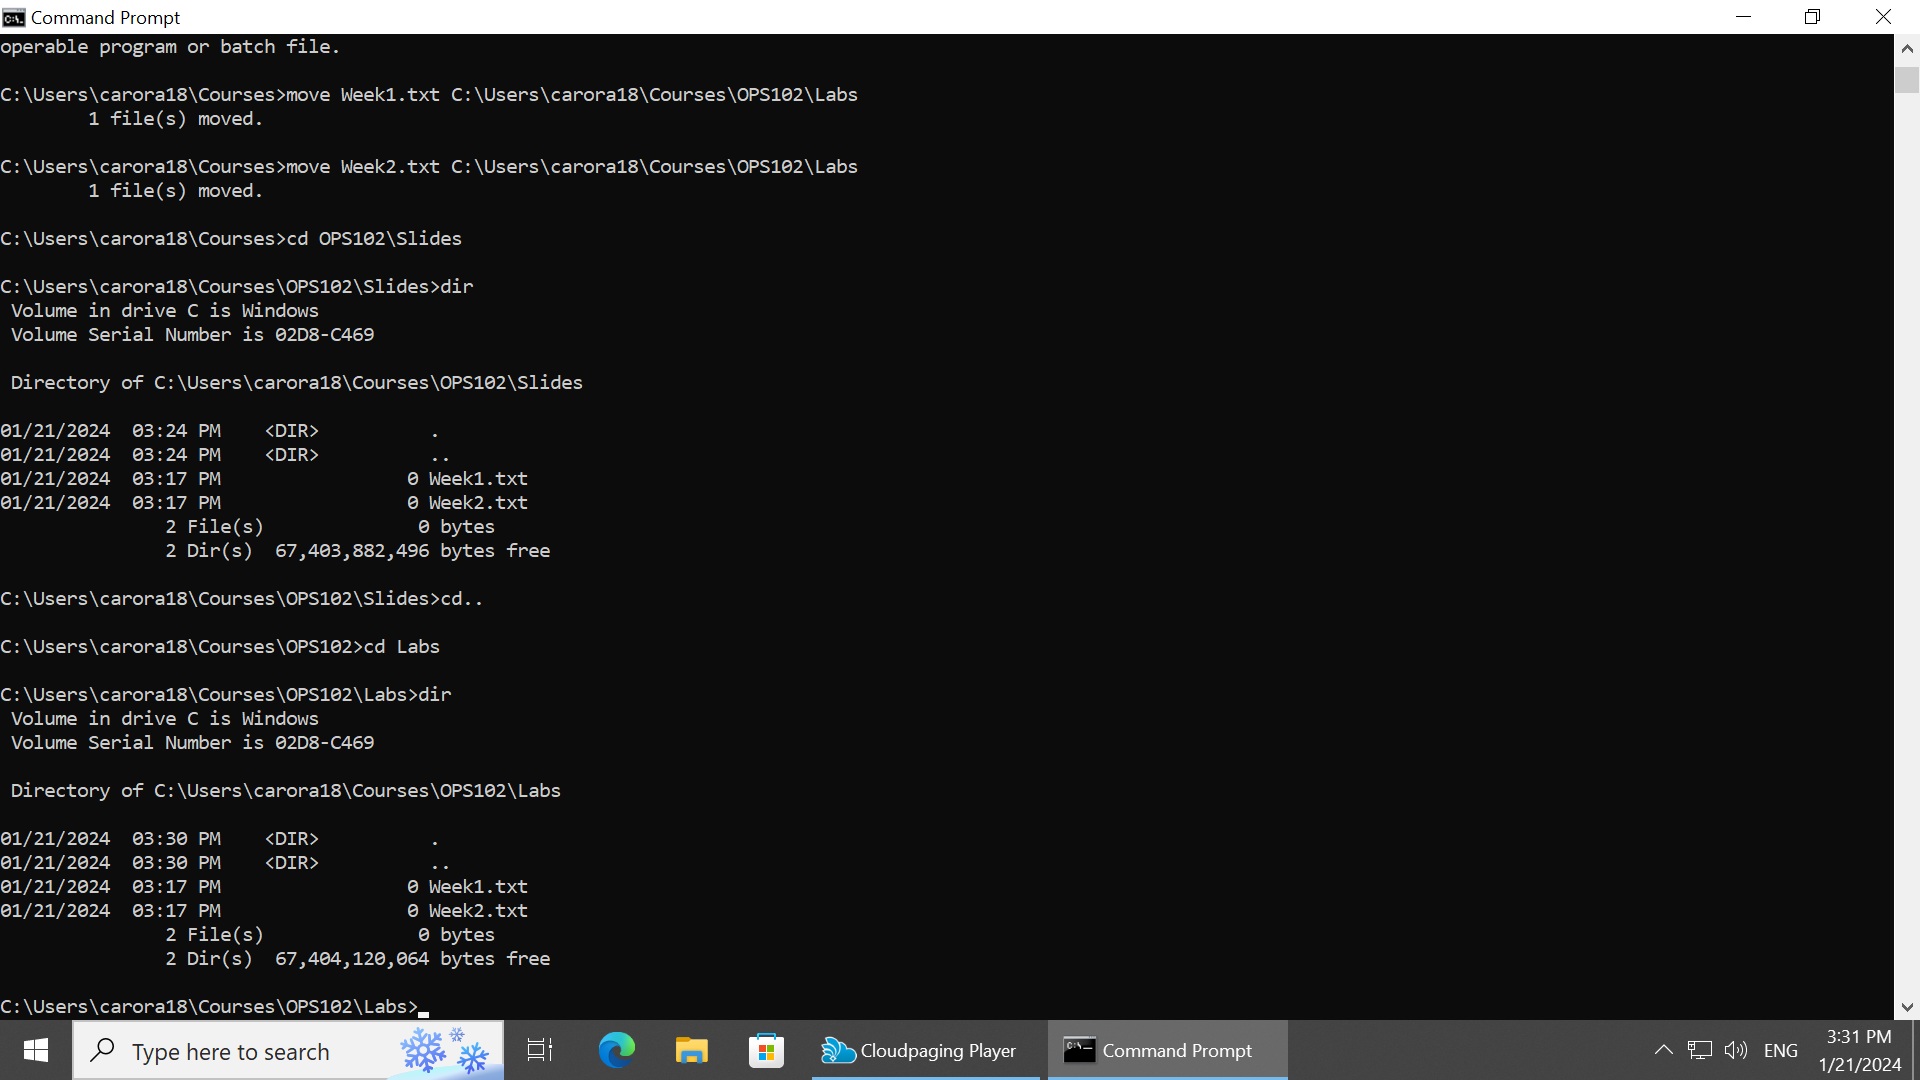 Command Prompt
operable program or batch file.
C:\Users\carora18\Courses>move Week1.txt C:\Users\carora18\Courses\OPS102\Labs
        1 file(s) moved.
C:\Users\carora18\Courses>move Week2.txt C:\Users\carora18\Courses\OPS102\Labs
        1 file(s) moved.
C:\Users\carora18\Courses>cd OPS102\Slides
C:\Users\carora18\Courses\OPS102\Slides>dir
 Volume in drive C is Windows
 Volume Serial Number is 02D8-C469
 Directory of C:\Users\carora18\Courses\OPS102\Slides
01/21/2024  03:24 PM    <DIR>          .
01/21/2024  03:24 PM    <DIR>          ..
01/21/2024  03:17 PM                 0 Week1.txt
01/21/2024  03:17 PM                 0 Week2.txt
               2 File(s)              0 bytes
               2 Dir(s)  67,403,882,496 bytes free
C:\Users\carora18\Courses\OPS102\Slides>cd..
C:\Users\carora18\Courses\OPS102>cd Labs
C:\Users\carora18\Courses\OPS102\Labs>dir
 Volume in drive C is Windows
 Volume Serial Number is 02D8-C469
 Directory of C:\Users\carora18\Courses\OPS102\Labs
01/21/2024  03:30 PM    <DIR>          .
01/21/2024  03:30 PM    <DIR>          ..
01/21/2024  03:17 PM                 0 Week1.txt
01/21/2024  03:17 PM                 0 Week2.txt
               2 File(s)              0 bytes
               2 Dir(s)  67,404,120,064 bytes free
C:\Users\carora18\Courses\OPS102\Labs>
Type here to search
Cloudpaging Player
Command Prompt
ENG
3:31 PM
1/21/2024